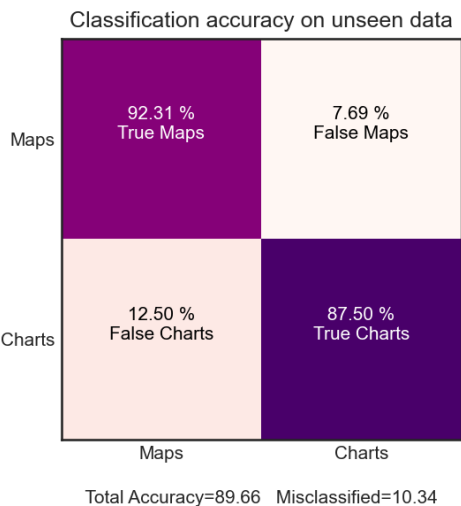 Classification accuracy on unseen data
Maps
92.31 %
True Maps
7.69 %
False Maps
Charts
12.50 %
False Charts
87.50 %
True Charts
Maps
Charts
Total Accuracy=89.66 Misclassified=10.34